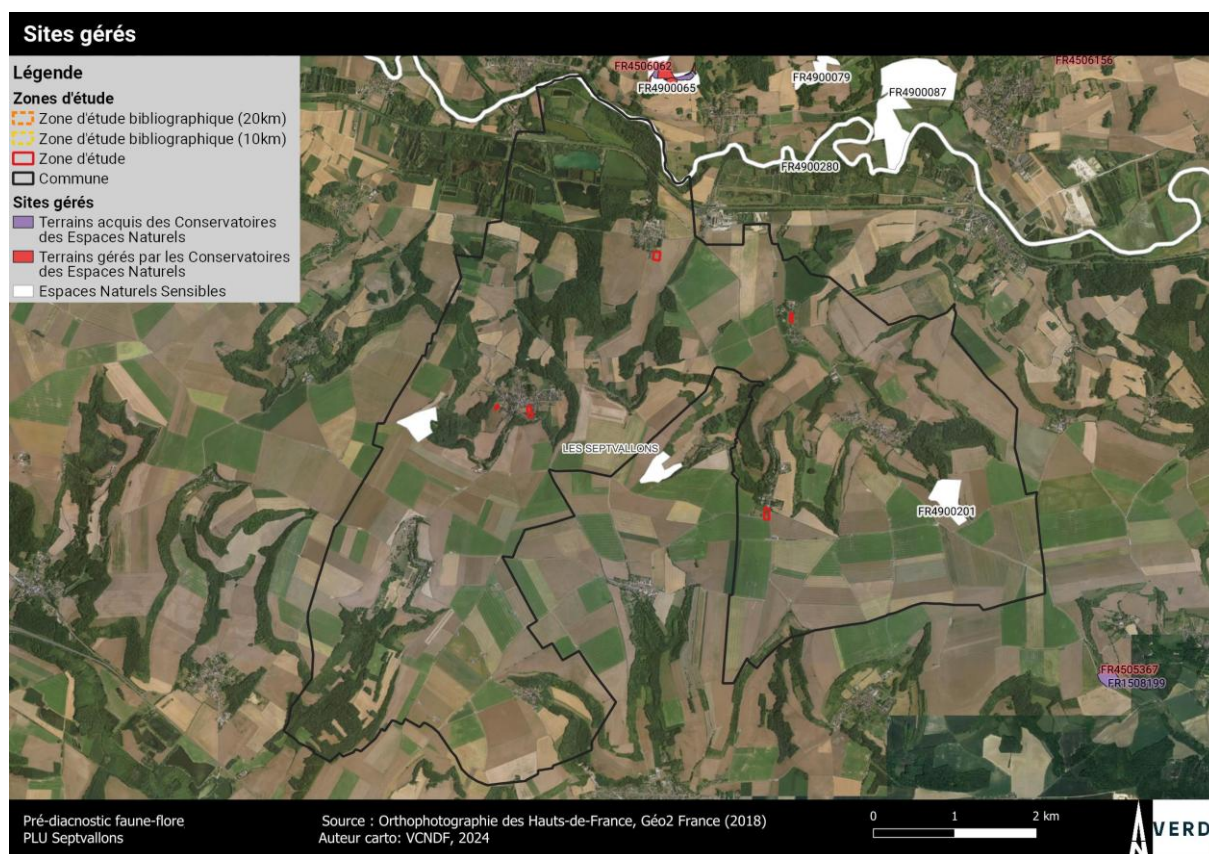 Sites gérés
Légende
Zones d'étude
Zone d'étude bibliographique (20km)
Zone d'étude bibliographique (10km)
Zone d'étude
Commune
Sites gérés
Terrains acquis des Conservatoires
des Espaces Naturels
Terrains gérés par les Conservatoires
des Espaces Naturels
Espaces Naturels Sensibles
FR4506062
FR4900065
FR4900079
FR4506156
FR4900087
FR4900280
LES SEPTVALLONS
FR4900201
FR4505367
FR1508199
Pré-diacnostic faune-flore
PLU Septvallons
Source : Orthophotographie des Hauts-de-France, Géo2 France (2018)
Auteur carto: VCNDF, 2024
0 1 2 km
N
VERD